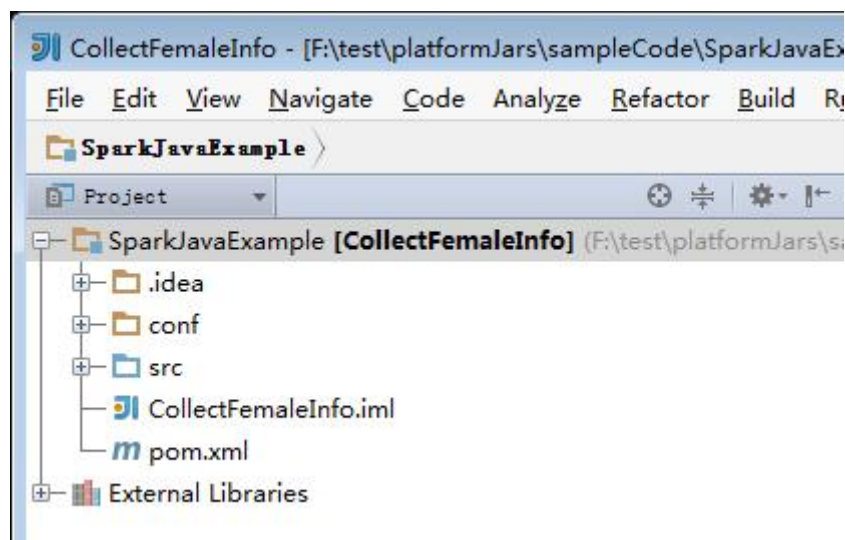 CollectFemaleInfo - [F:\test\platformJars\sampleCode\SparkJavaEx
File Edit View Navigate Code Analyze Refactor Build
SparkJavaExample
Project
SparkJavaExample [CollectFemaleInfo] (F:\test\platformJars\s
.idea
conf
src
CollectFemaleInfo.iml
pom.xml
External Libraries